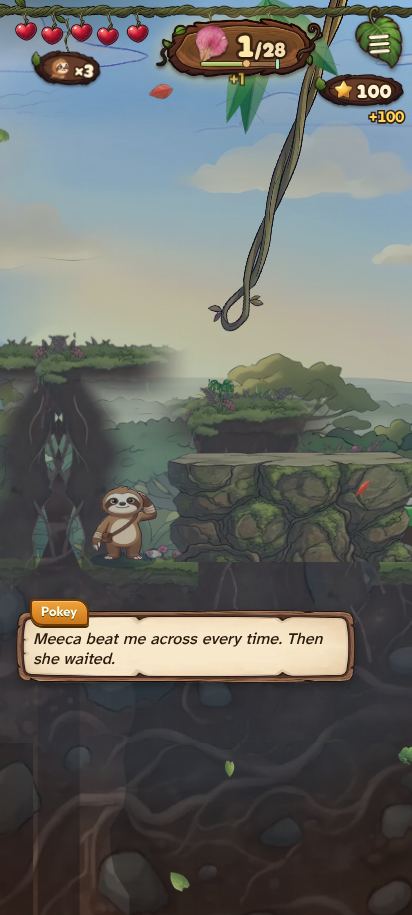 1/28
×3
+1
100
+100
Pokey
Meeca beat me across every time. Then
she waited.